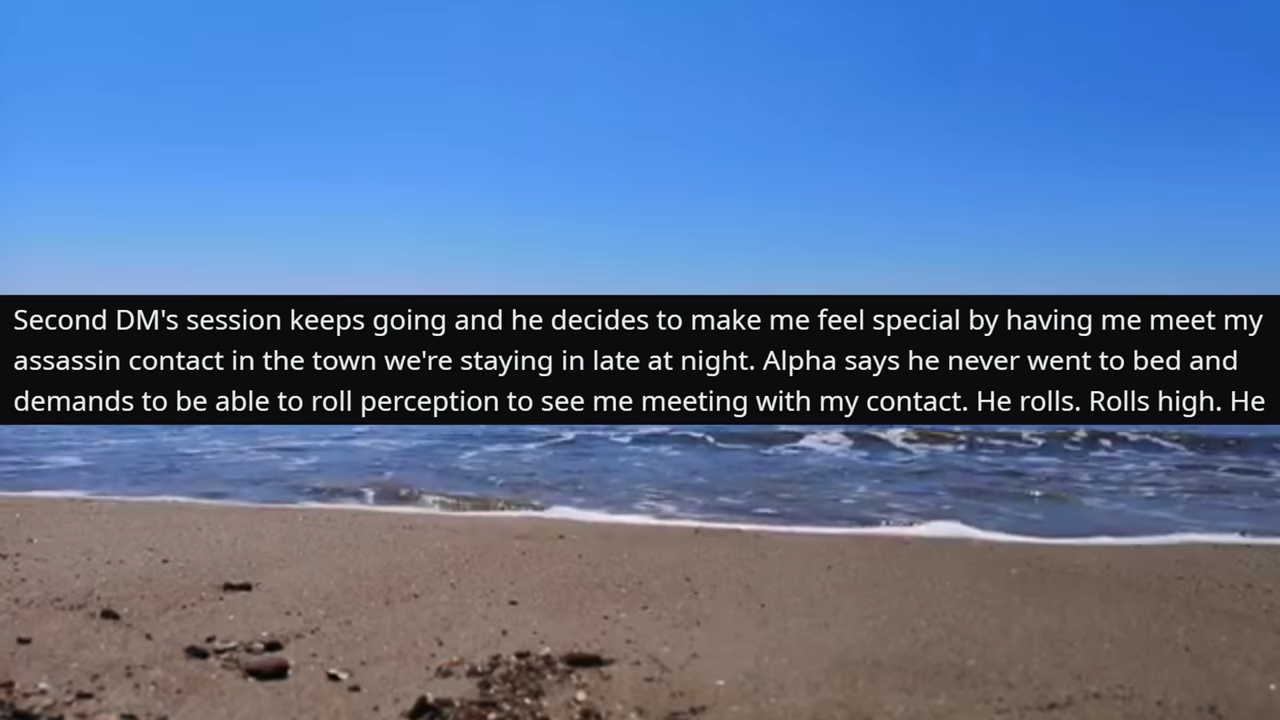 Second DM's session keeps going and he decides to make me feel special by having me meet my
assassin contact in the town we're staying in late at night. Alpha says he never went to bed and
demands to be able to roll perception to see me meeting with my contact. He rolls. Rolls high. He